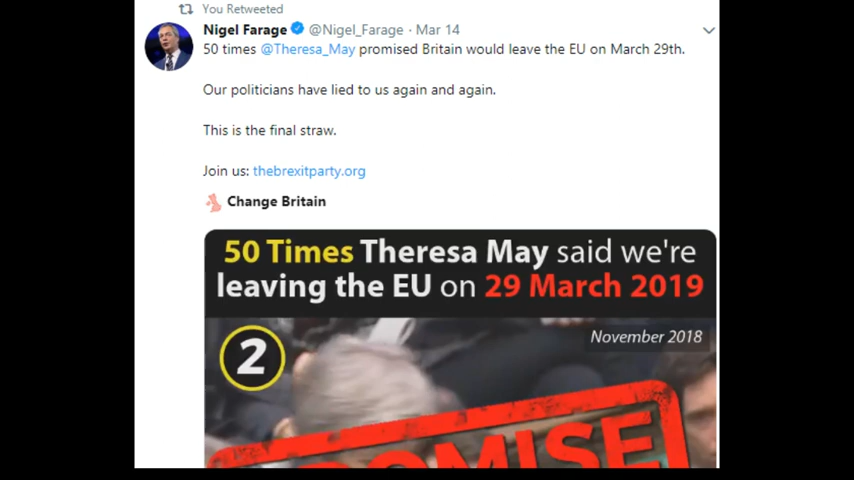 You Retweeted
Nigel Farage @Nigel_Farage · Mar 14
50 times @Theresa_May promised Britain would leave the EU on March 29th.
Our politicians have lied to us again and again.
This is the final straw.
Join us: thebrexitparty.org
Change Britain
50 Times Theresa May said we're
leaving the EU on 29 March 2019
November 2018
2
OMISE